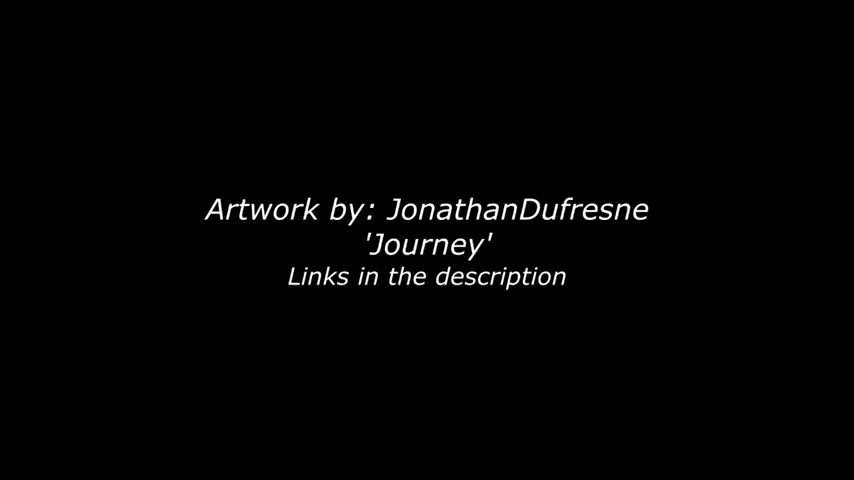 Artwork by: JonathanDufresne
'Journey'
Links in the description